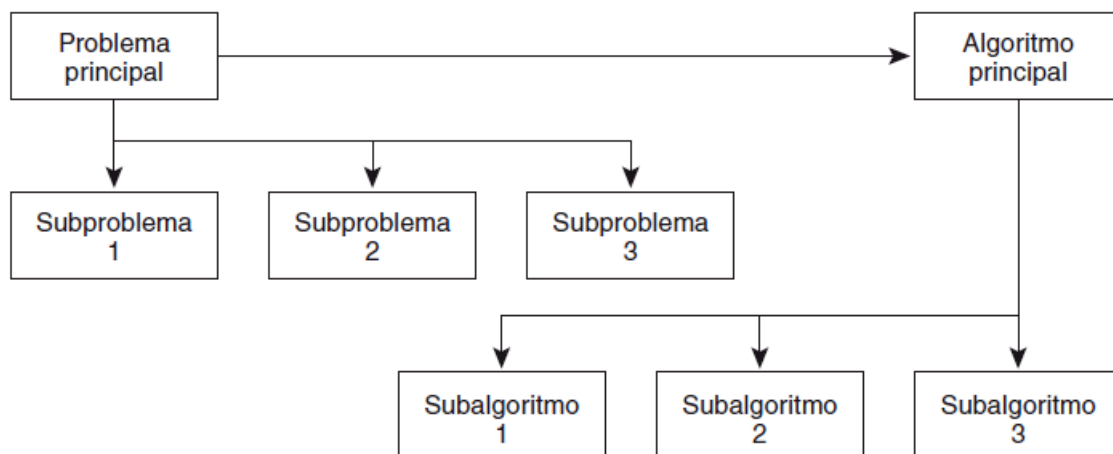 Problema
principal
Algoritmo
principal
Subproblema
1
Subproblema
2
Subproblema
3
Subalgoritmo
1
Subalgoritmo
2
Subalgoritmo
3